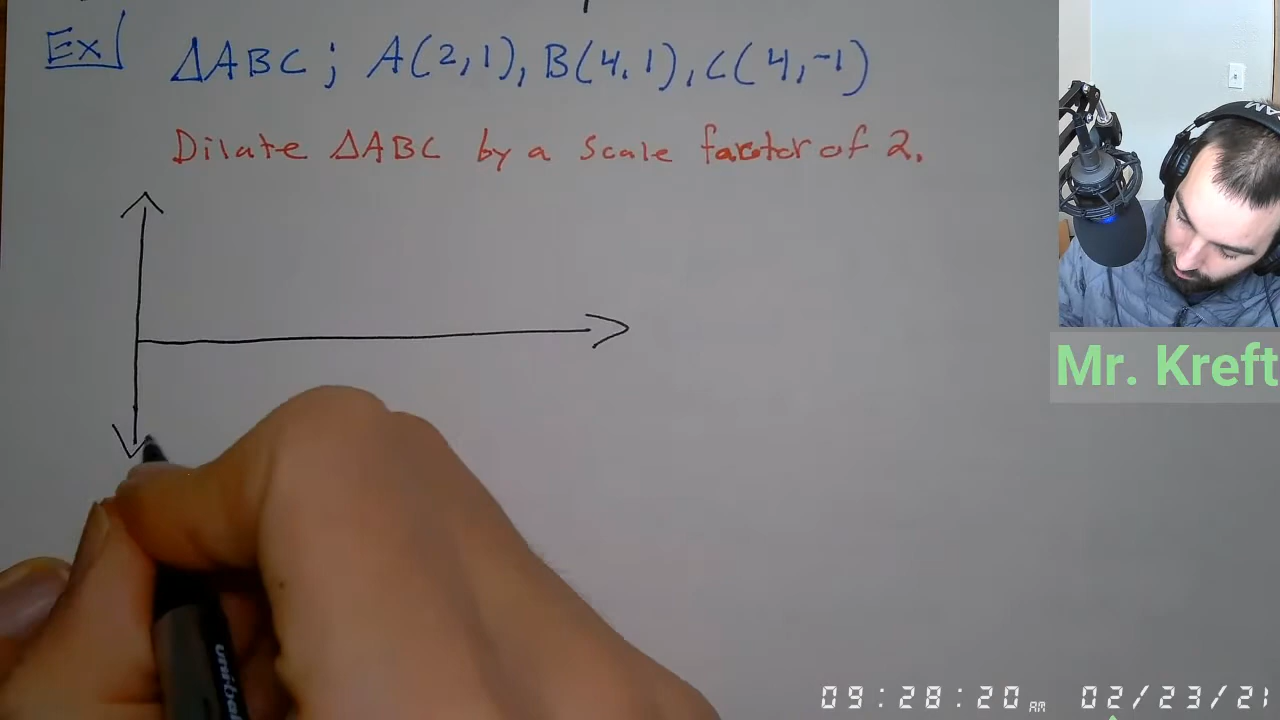 Ex ΔABC; A(2,1), B(4,1), C(4,-1)
Dilate ΔABC by a scale factor of 2.
Mr. Kreft
09:28:20 AM 02/23/21